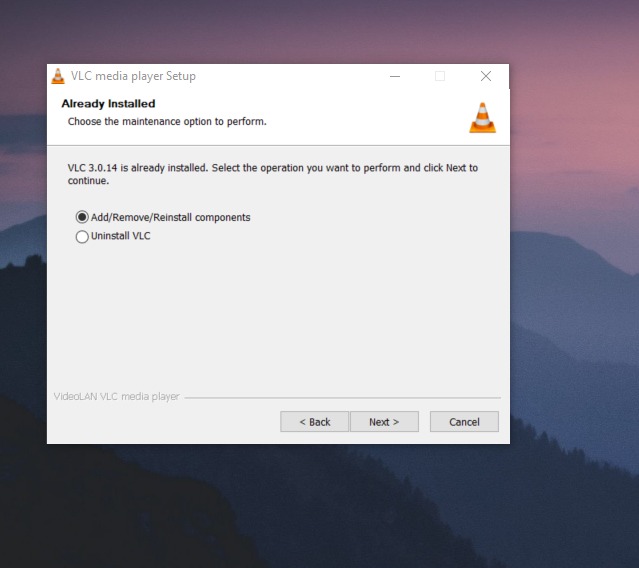 VLC media player Setup
Already Installed
Choose the maintenance option to perform.
VLC 3.0.14 is already installed. Select the operation you want to perform and click Next to
continue.
Add/Remove/Reinstall components
Uninstall VLC
VideoLAN VLC media player
< Back Next > Cancel